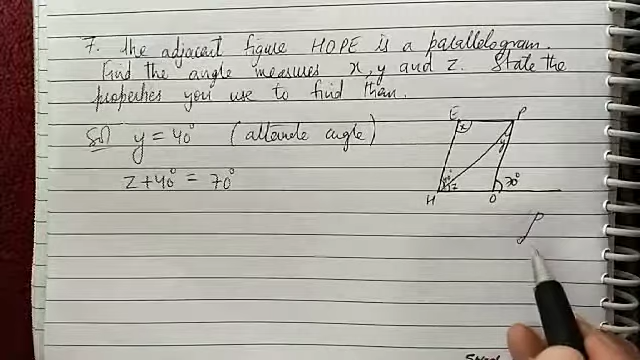 7. The adjacent figure HOPE is a parallelogram.
Find the angle measures x, y and z. State the
properties you use to find them.
Sol y = 40° (alternate angle)
z + 40° = 70°
E P
x
y
40°
z 70°
H O
P